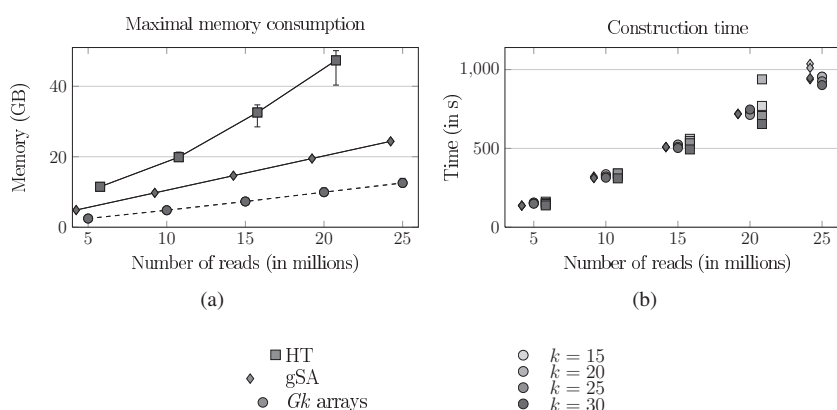 Maximal memory consumption
Memory (GB)
40
20
0
5 10 15 20 25
Number of reads (in millions)
(a)
Construction time
Time (in s)
1,000
500
0
5 10 15 20 25
Number of reads (in millions)
(b)
HT
gSA
Gk arrays
k = 15
k = 20
k = 25
k = 30